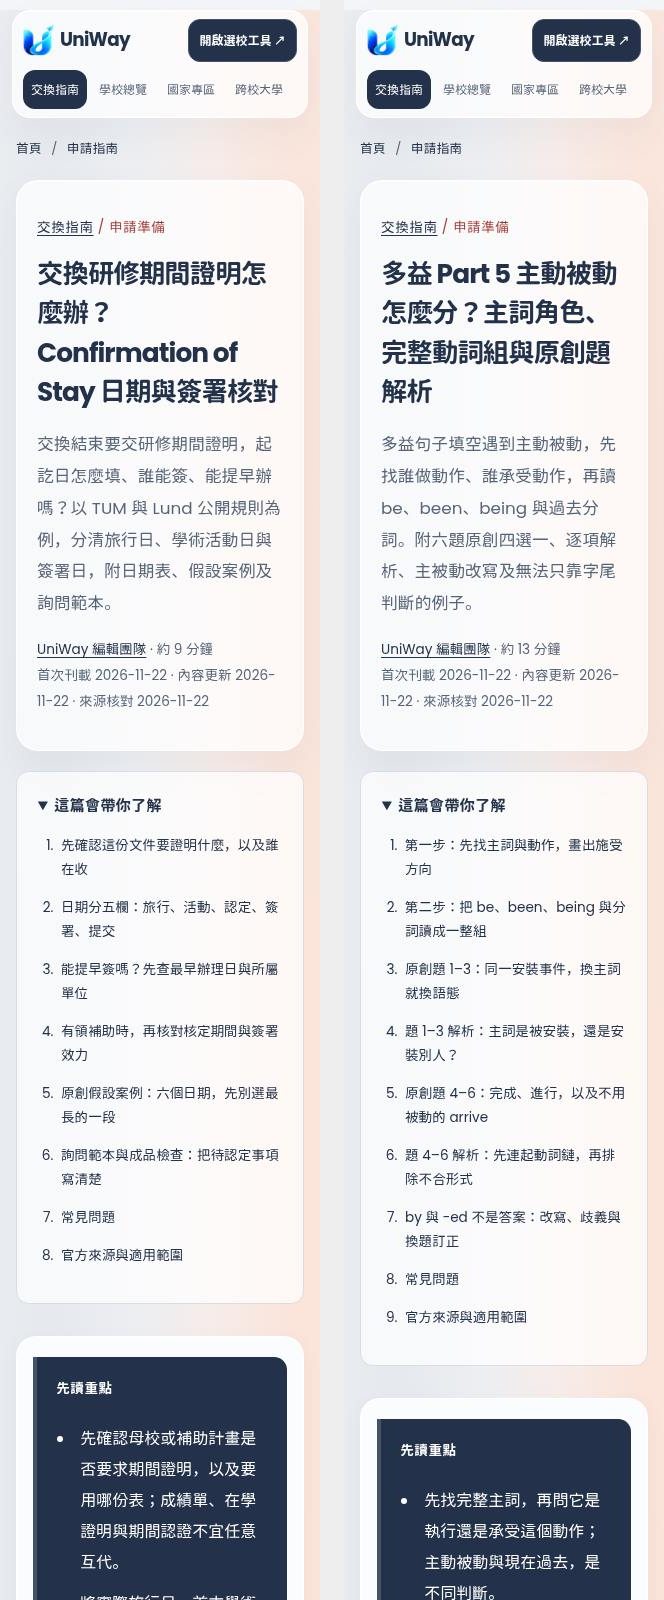 UniWay
開啟選校工具 ↗
交換指南
學校總覽
國家專區
跨校大學
首頁 / 申請指南
交換指南 / 申請準備
交換研修期間證明怎
麼辦？
Confirmation of
Stay 日期與簽署核對
交換結束要交研修期間證明，起
訖日怎麼填、誰能簽、能提早辦
嗎？以 TUM 與 Lund 公開規則為
例，分清旅行日、學術活動日與
簽署日，附日期表、假設案例及
詢問範本。
UniWay 編輯團隊 · 約 9 分鐘
首次刊載 2026-11-22 · 內容更新 2026-
11-22 · 來源核對 2026-11-22
▼ 這篇會帶你了解
1. 先確認這份文件要證明什麼，以及誰
在收
2. 日期分五欄：旅行、活動、認定、簽
署、提交
3. 能提早簽嗎？先查最早辦理日與所屬
單位
4. 有領補助時，再核對核定期間與簽署
效力
5. 原創假設案例：六個日期，先別選最
長的一段
6. 詢問範本與成品檢查：把待認定事項
寫清楚
7. 常見問題
8. 官方來源與適用範圍
先讀重點
• 先確認母校或補助計畫是
否要求期間證明，以及要
用哪份表；成績單、在學
證明與期間認證不宜任意
互代。
UniWay
開啟選校工具 ↗
交換指南
學校總覽
國家專區
跨校大學
首頁 / 申請指南
交換指南 / 申請準備
多益 Part 5 主動被動
怎麼分？主詞角色、
完整動詞組與原創題
解析
多益句子填空遇到主動被動，先
找誰做動作、誰承受動作，再讀
be、been、being 與過去分
詞。附六題原創四選一、逐項解
析、主被動改寫及無法只靠字尾
判斷的例子。
UniWay 編輯團隊 · 約 13 分鐘
首次刊載 2026-11-22 · 內容更新 2026-
11-22 · 來源核對 2026-11-22
▼ 這篇會帶你了解
1. 第一步：先找主詞與動作，畫出施受
方向
2. 第二步：把 be、been、being 與分
詞讀成一整組
3. 原創題 1–3：同一安裝事件，換主詞
就換語態
4. 題 1–3 解析：主詞是被安裝，還是安
裝別人？
5. 原創題 4–6：完成、進行，以及不用
被動的 arrive
6. 題 4–6 解析：先連起動詞鏈，再排
除不合形式
7. by 與 -ed 不是答案：改寫、歧義與
換題訂正
8. 常見問題
9. 官方來源與適用範圍
先讀重點
• 先找完整主詞，再問它是
執行還是承受這個動作；
主動被動與現在過去，是
不同判斷。